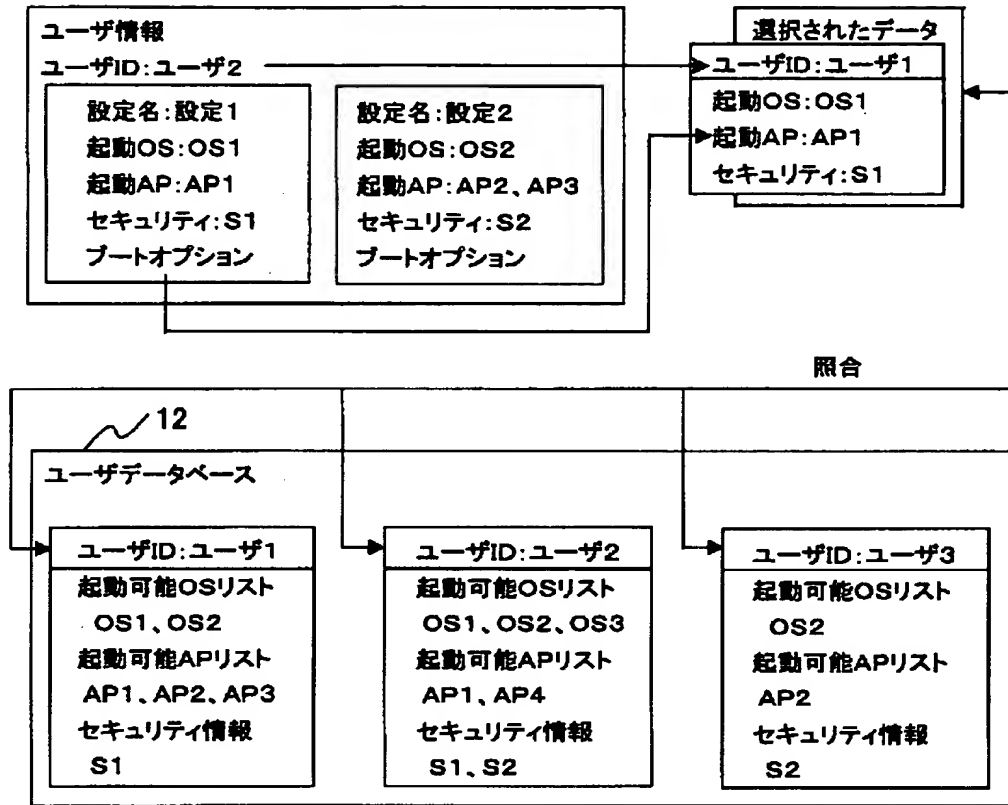 ユーザ情報
ユーザID:ユーザ2
設定名:設定1
起動OS:OS1
起動AP:AP1
セキュリティ:S1
ブートオプション
設定名:設定2
起動OS:OS2
起動AP:AP2、AP3
セキュリティ:S2
ブートオプション
選択されたデータ
ユーザID:ユーザ1
起動OS:OS1
起動AP:AP1
セキュリティ:S1
照合
12
ユーザデータベース
ユーザID:ユーザ1
起動可能OSリスト
OS1、OS2
起動可能APリスト
AP1、AP2、AP3
セキュリティ情報
S1
ユーザID:ユーザ2
起動可能OSリスト
OS1、OS2、OS3
起動可能APリスト
AP1、AP4
セキュリティ情報
S1、S2
ユーザID:ユーザ3
起動可能OSリスト
OS2
起動可能APリスト
AP2
セキュリティ情報
S2